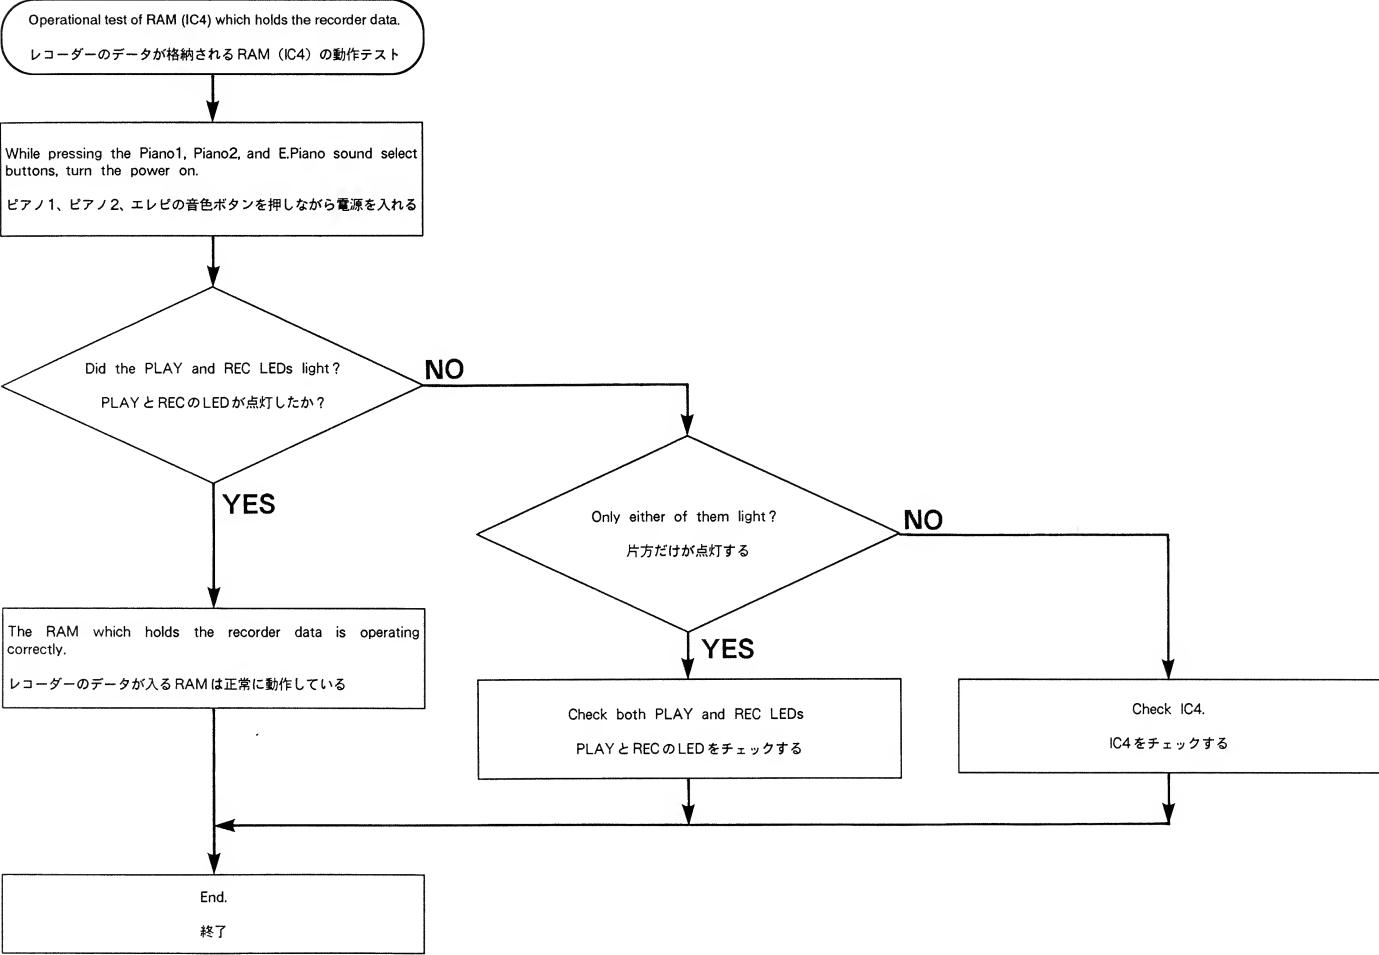 Operational test of RAM (IC4) which holds the recorder data.
レコーダーのデータが格納されるRAM（IC4）の動作テスト
While pressing the Piano1, Piano2, and E.Piano sound select
buttons, turn the power on.
ピアノ1、ピアノ2、エレピの音色ボタンを押しながら電源を入れる
Did the PLAY and REC LEDs light?
PLAYとRECのLEDが点灯したか？
NO
YES
Only either of them light?
片方だけが点灯する
NO
YES
The RAM which holds the recorder data is operating
correctly.
レコーダーのデータが入るRAMは正常に動作している
Check both PLAY and REC LEDs
PLAYとRECのLEDをチェックする
Check IC4.
IC4をチェックする
End.
終了